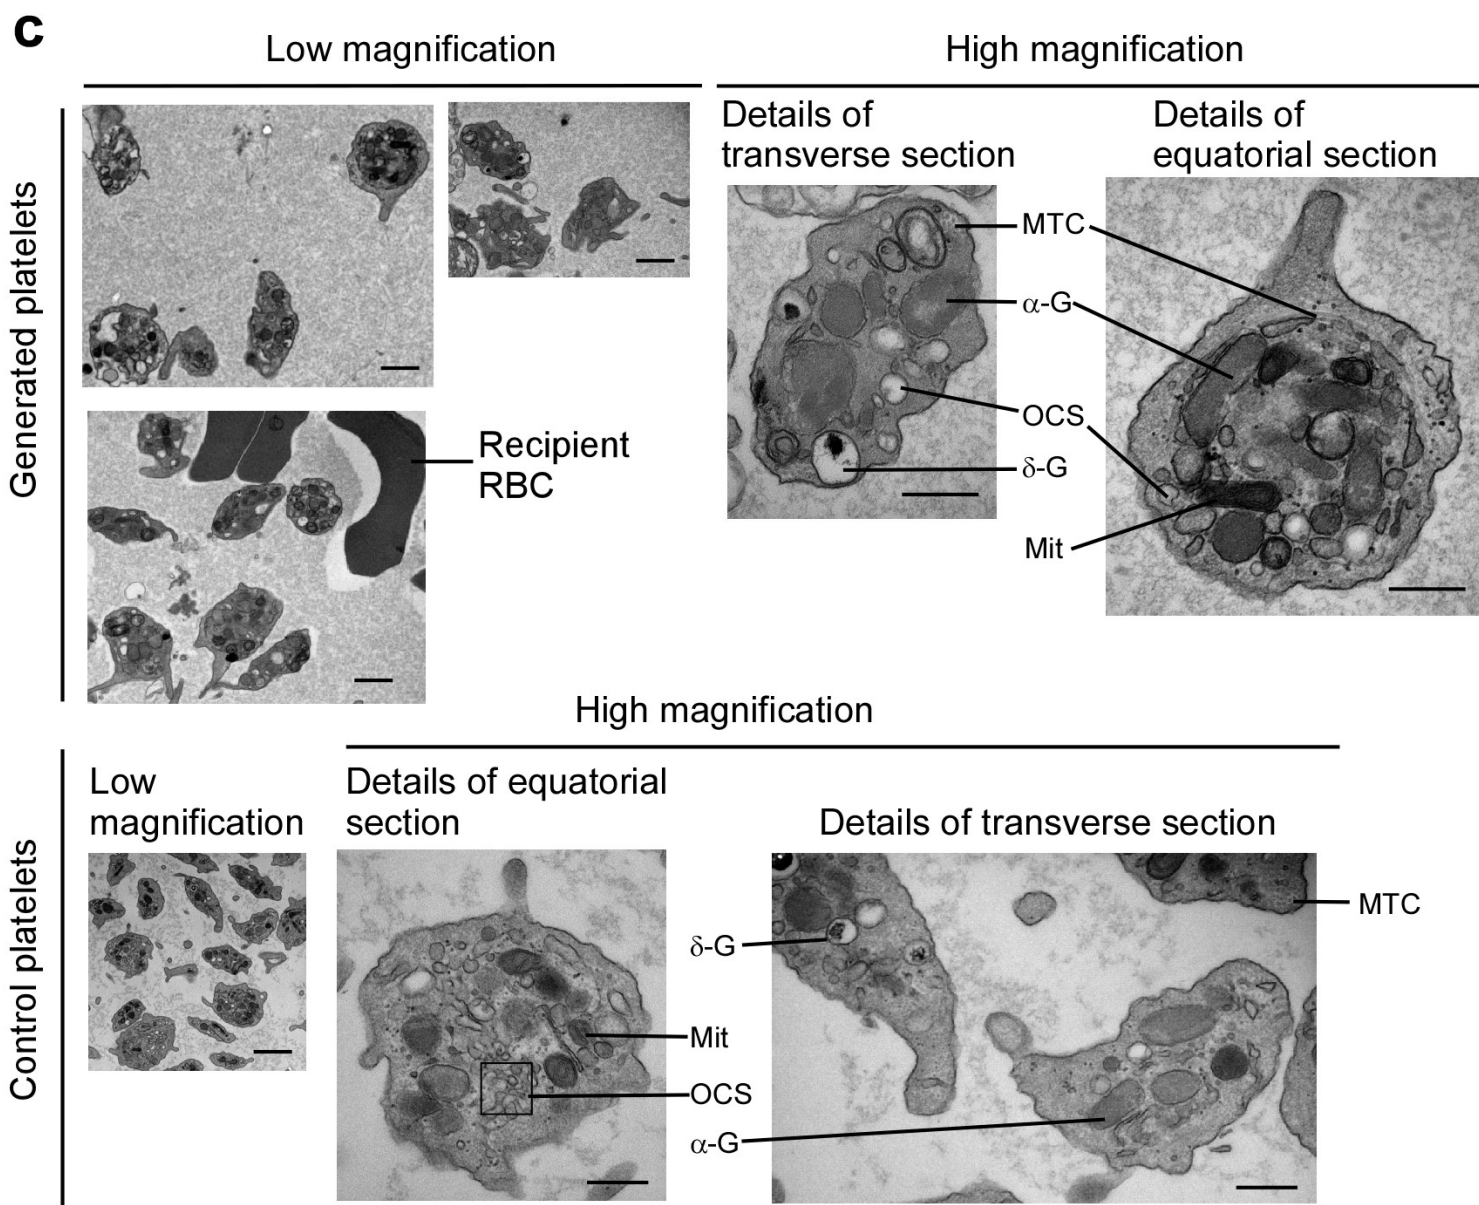 c
Low magnification
High magnification
Generated platelets
Details of
transverse section
Details of
equatorial section
MTC
α-G
OCS
δ-G
Mit
Recipient
RBC
High magnification
Control platelets
Low
magnification
Details of equatorial
section
Details of transverse section
MTC
δ-G
Mit
OCS
α-G